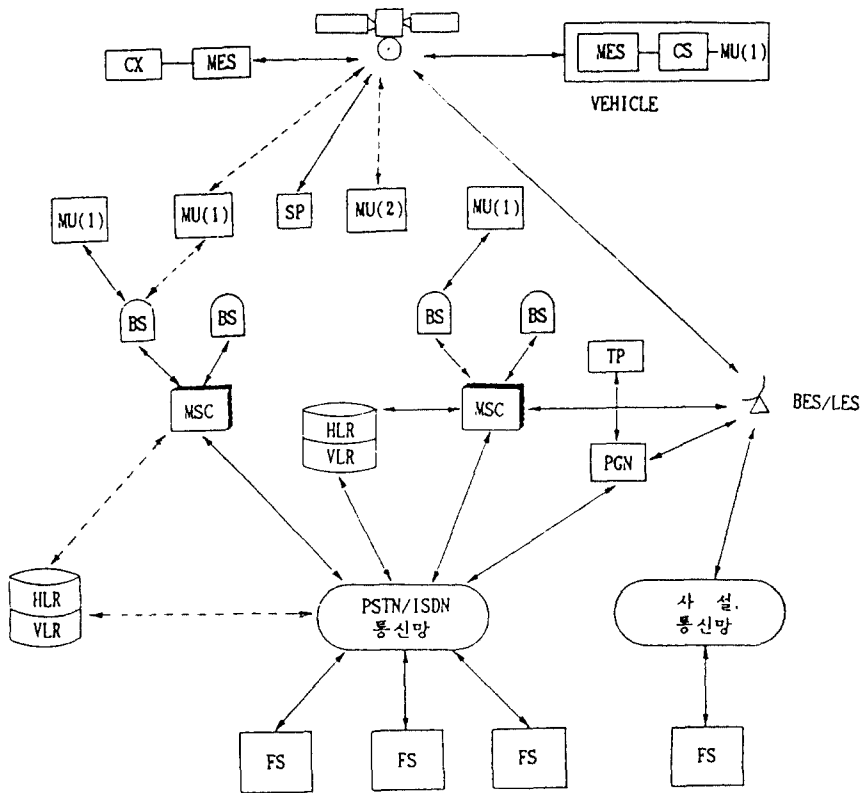 CX
MES
MES
CS
MU(1)
VEHICLE
MU(1)
MU(1)
SP
MU(2)
MU(1)
BS
BS
BS
BS
TP
MSC
MSC
HLR
VLR
BES/LES
PGN
HLR
VLR
PSTN/ISDN
통신망
사 설.
통신망
FS
FS
FS
FS